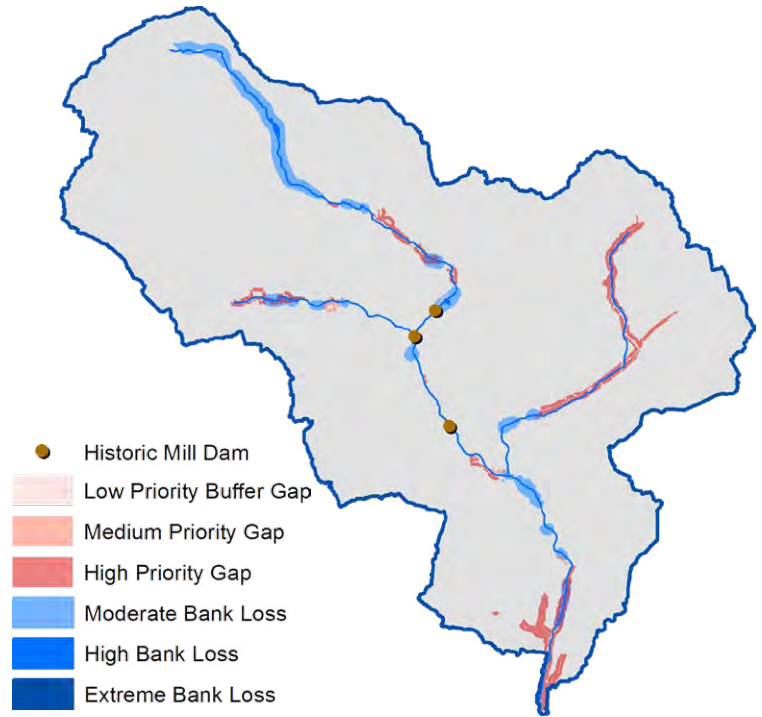 Historic Mill Dam
Low Priority Buffer Gap
Medium Priority Gap
High Priority Gap
Moderate Bank Loss
High Bank Loss
Extreme Bank Loss